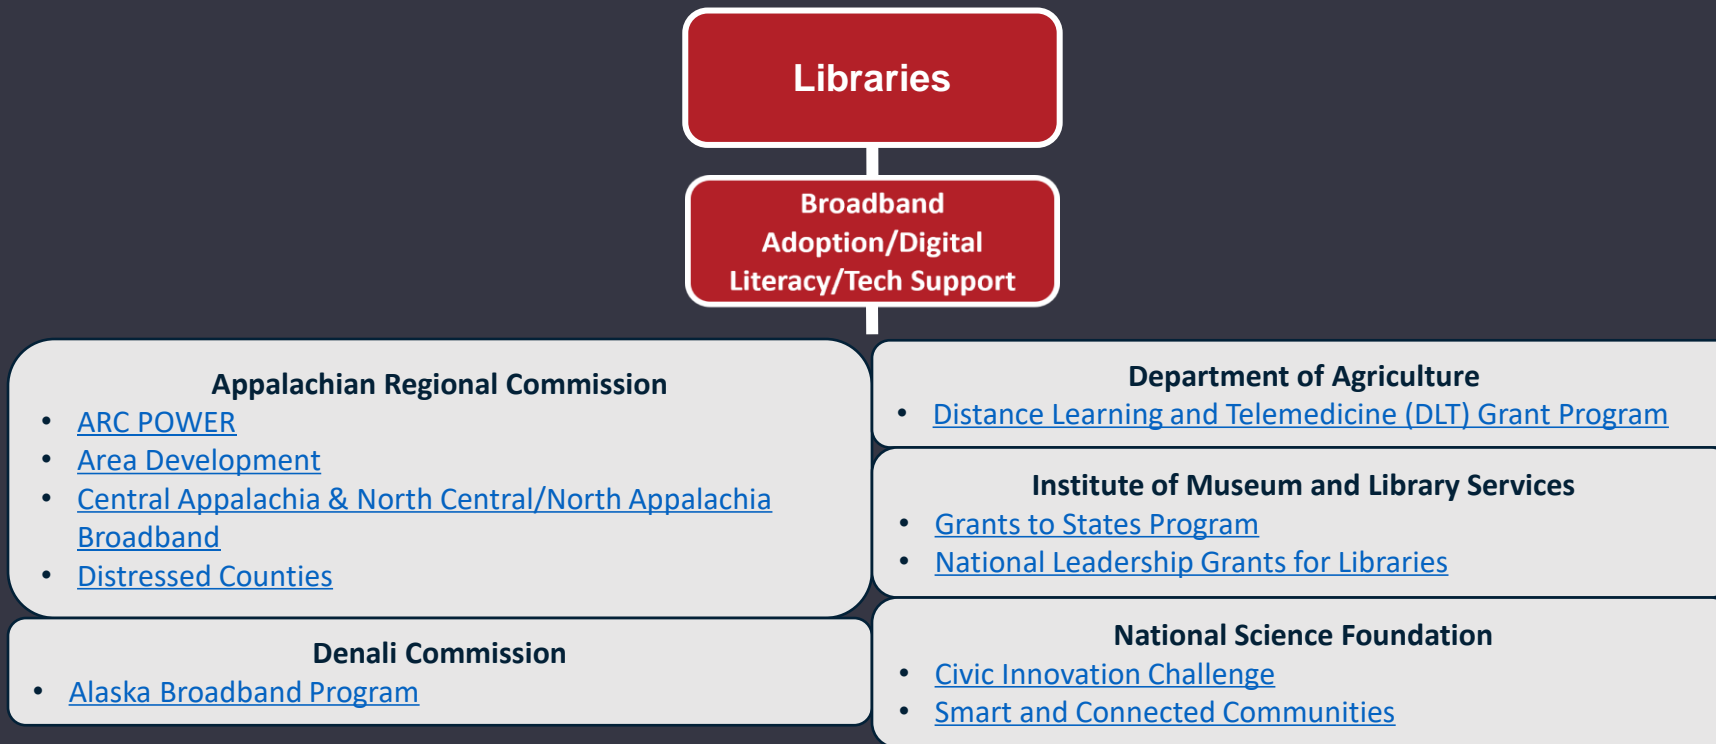 Libraries
Broadband
Adoption/Digital
Literacy/Tech Support
Appalachian Regional Commission
• ARC POWER
• Area Development
• Central Appalachia & North Central/North Appalachia
Broadband
• Distressed Counties
Denali Commission
• Alaska Broadband Program
Department of Agriculture
• Distance Learning and Telemedicine (DLT) Grant Program
Institute of Museum and Library Services
• Grants to States Program
• National Leadership Grants for Libraries
National Science Foundation
• Civic Innovation Challenge
• Smart and Connected Communities